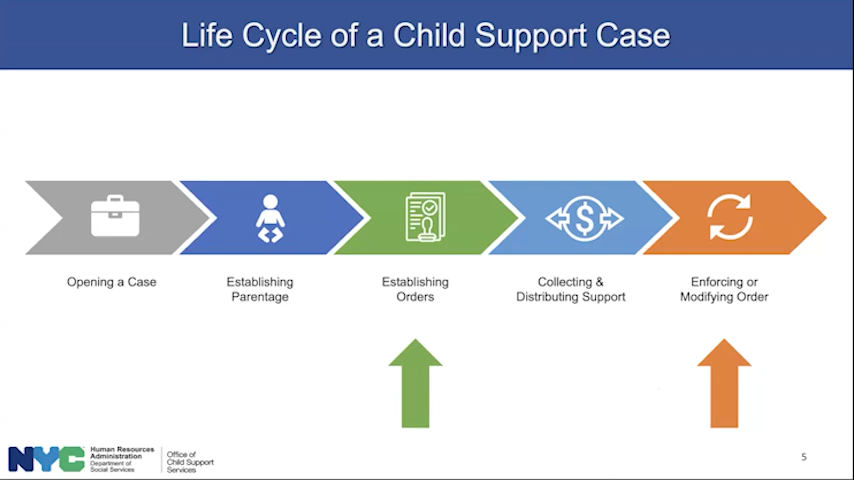 Life Cycle of a Child Support Case
$
Opening a Case
Establishing
Parentage
Establishing
Orders
Collecting &
Distributing Support
Enforcing or
Modifying Order
NYC
Human Resources
Administration
Department of
Social Services
Office of
Child Support
Services
5